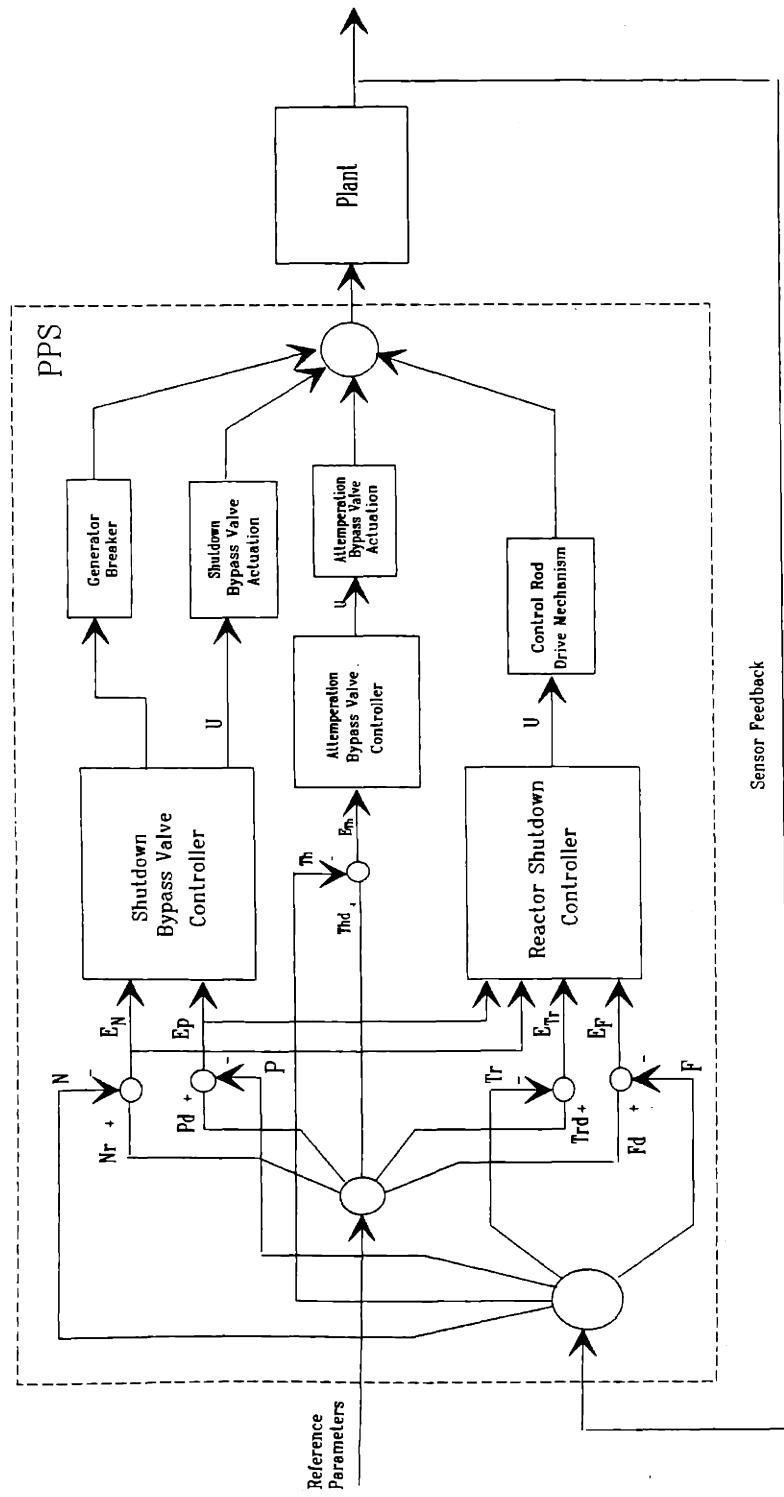 PPS
Plant
Generator
Breaker
Shutdown
Bypass Valve
Actuation
Attemperation
Bypass Valve
Actuation
Control Rod
Drive Mechanism
U
U
U
Shutdown
Bypass Valve
Controller
Attemperation
Bypass Valve
Controller
Reactor Shutdown
Controller
EN
EP
ETh
ETr
EF
N
-
+
Nr
P
-
+
Pd
Th
-
+
Thd
Tr
-
+
Trd
F
-
+
Fd
Reference
Parameters
Sensor Feedback